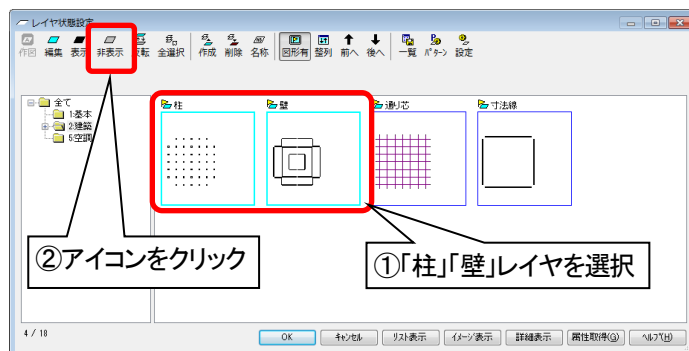 レイヤ状態設定
作図 編集 表示 非表示 反転 全選択 作成 削除 名称 図形有 整列 前へ 後へ 一覧 パターン 設定
全て
1:基本
2:建築
5:空調
柱 壁 通り芯 寸法線
②アイコンをクリック
①「柱」「壁」レイヤを選択
4 / 18
OK キャンセル リスト表示 イメージ表示 詳細表示 属性取得(G) ヘルプ(H)